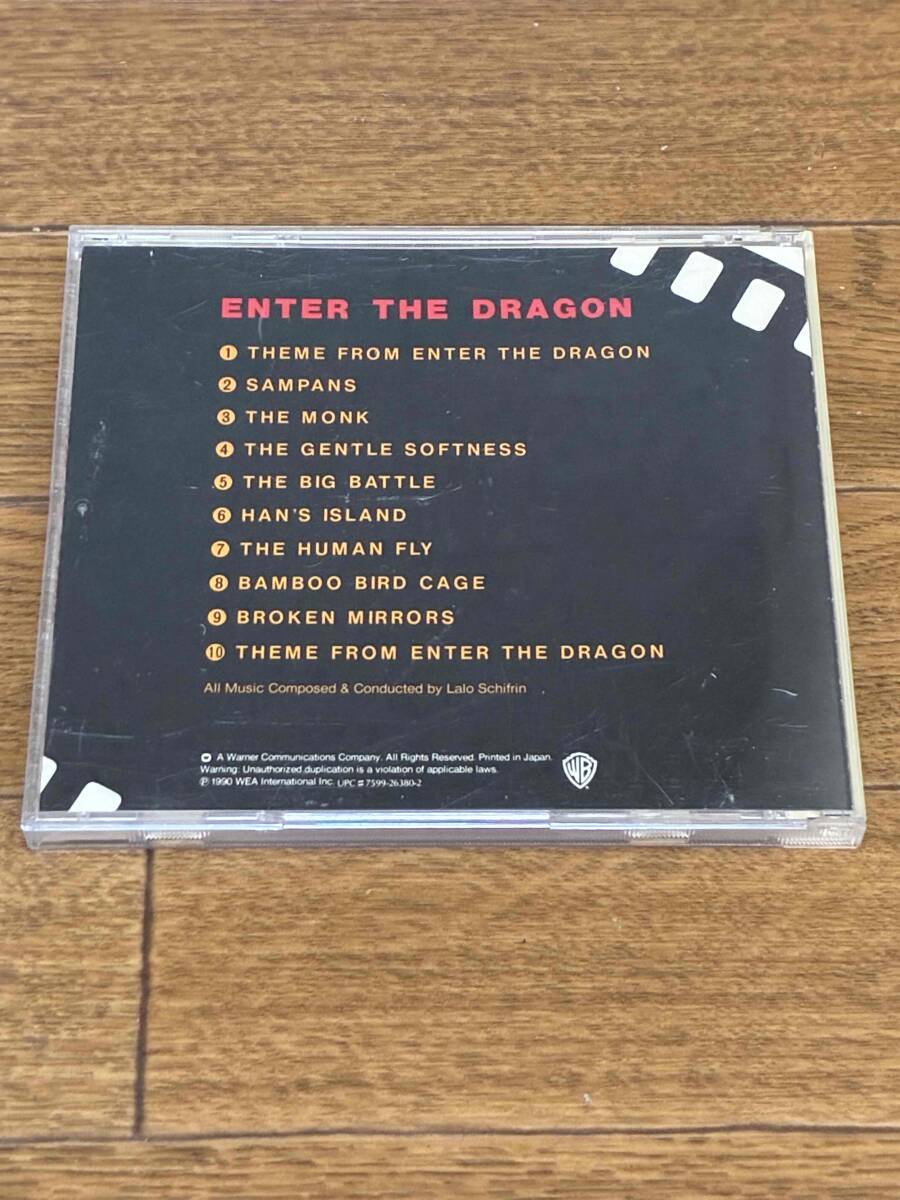 ENTER THE DRAGON
1 THEME FROM ENTER THE DRAGON
2 SAMPANS
3 THE MONK
4 THE GENTLE SOFTNESS
5 THE BIG BATTLE
6 HAN'S ISLAND
7 THE HUMAN FLY
8 BAMBOO BIRD CAGE
9 BROKEN MIRRORS
10 THEME FROM ENTER THE DRAGON
All Music Composed & Conducted by Lalo Schifrin
A Warner Communications Company. All Rights Reserved. Printed in Japan.
Warning: Unauthorized duplication is a violation of applicable laws.
℗ 1990 WEA International Inc. UPC #7599-26380-2
WB